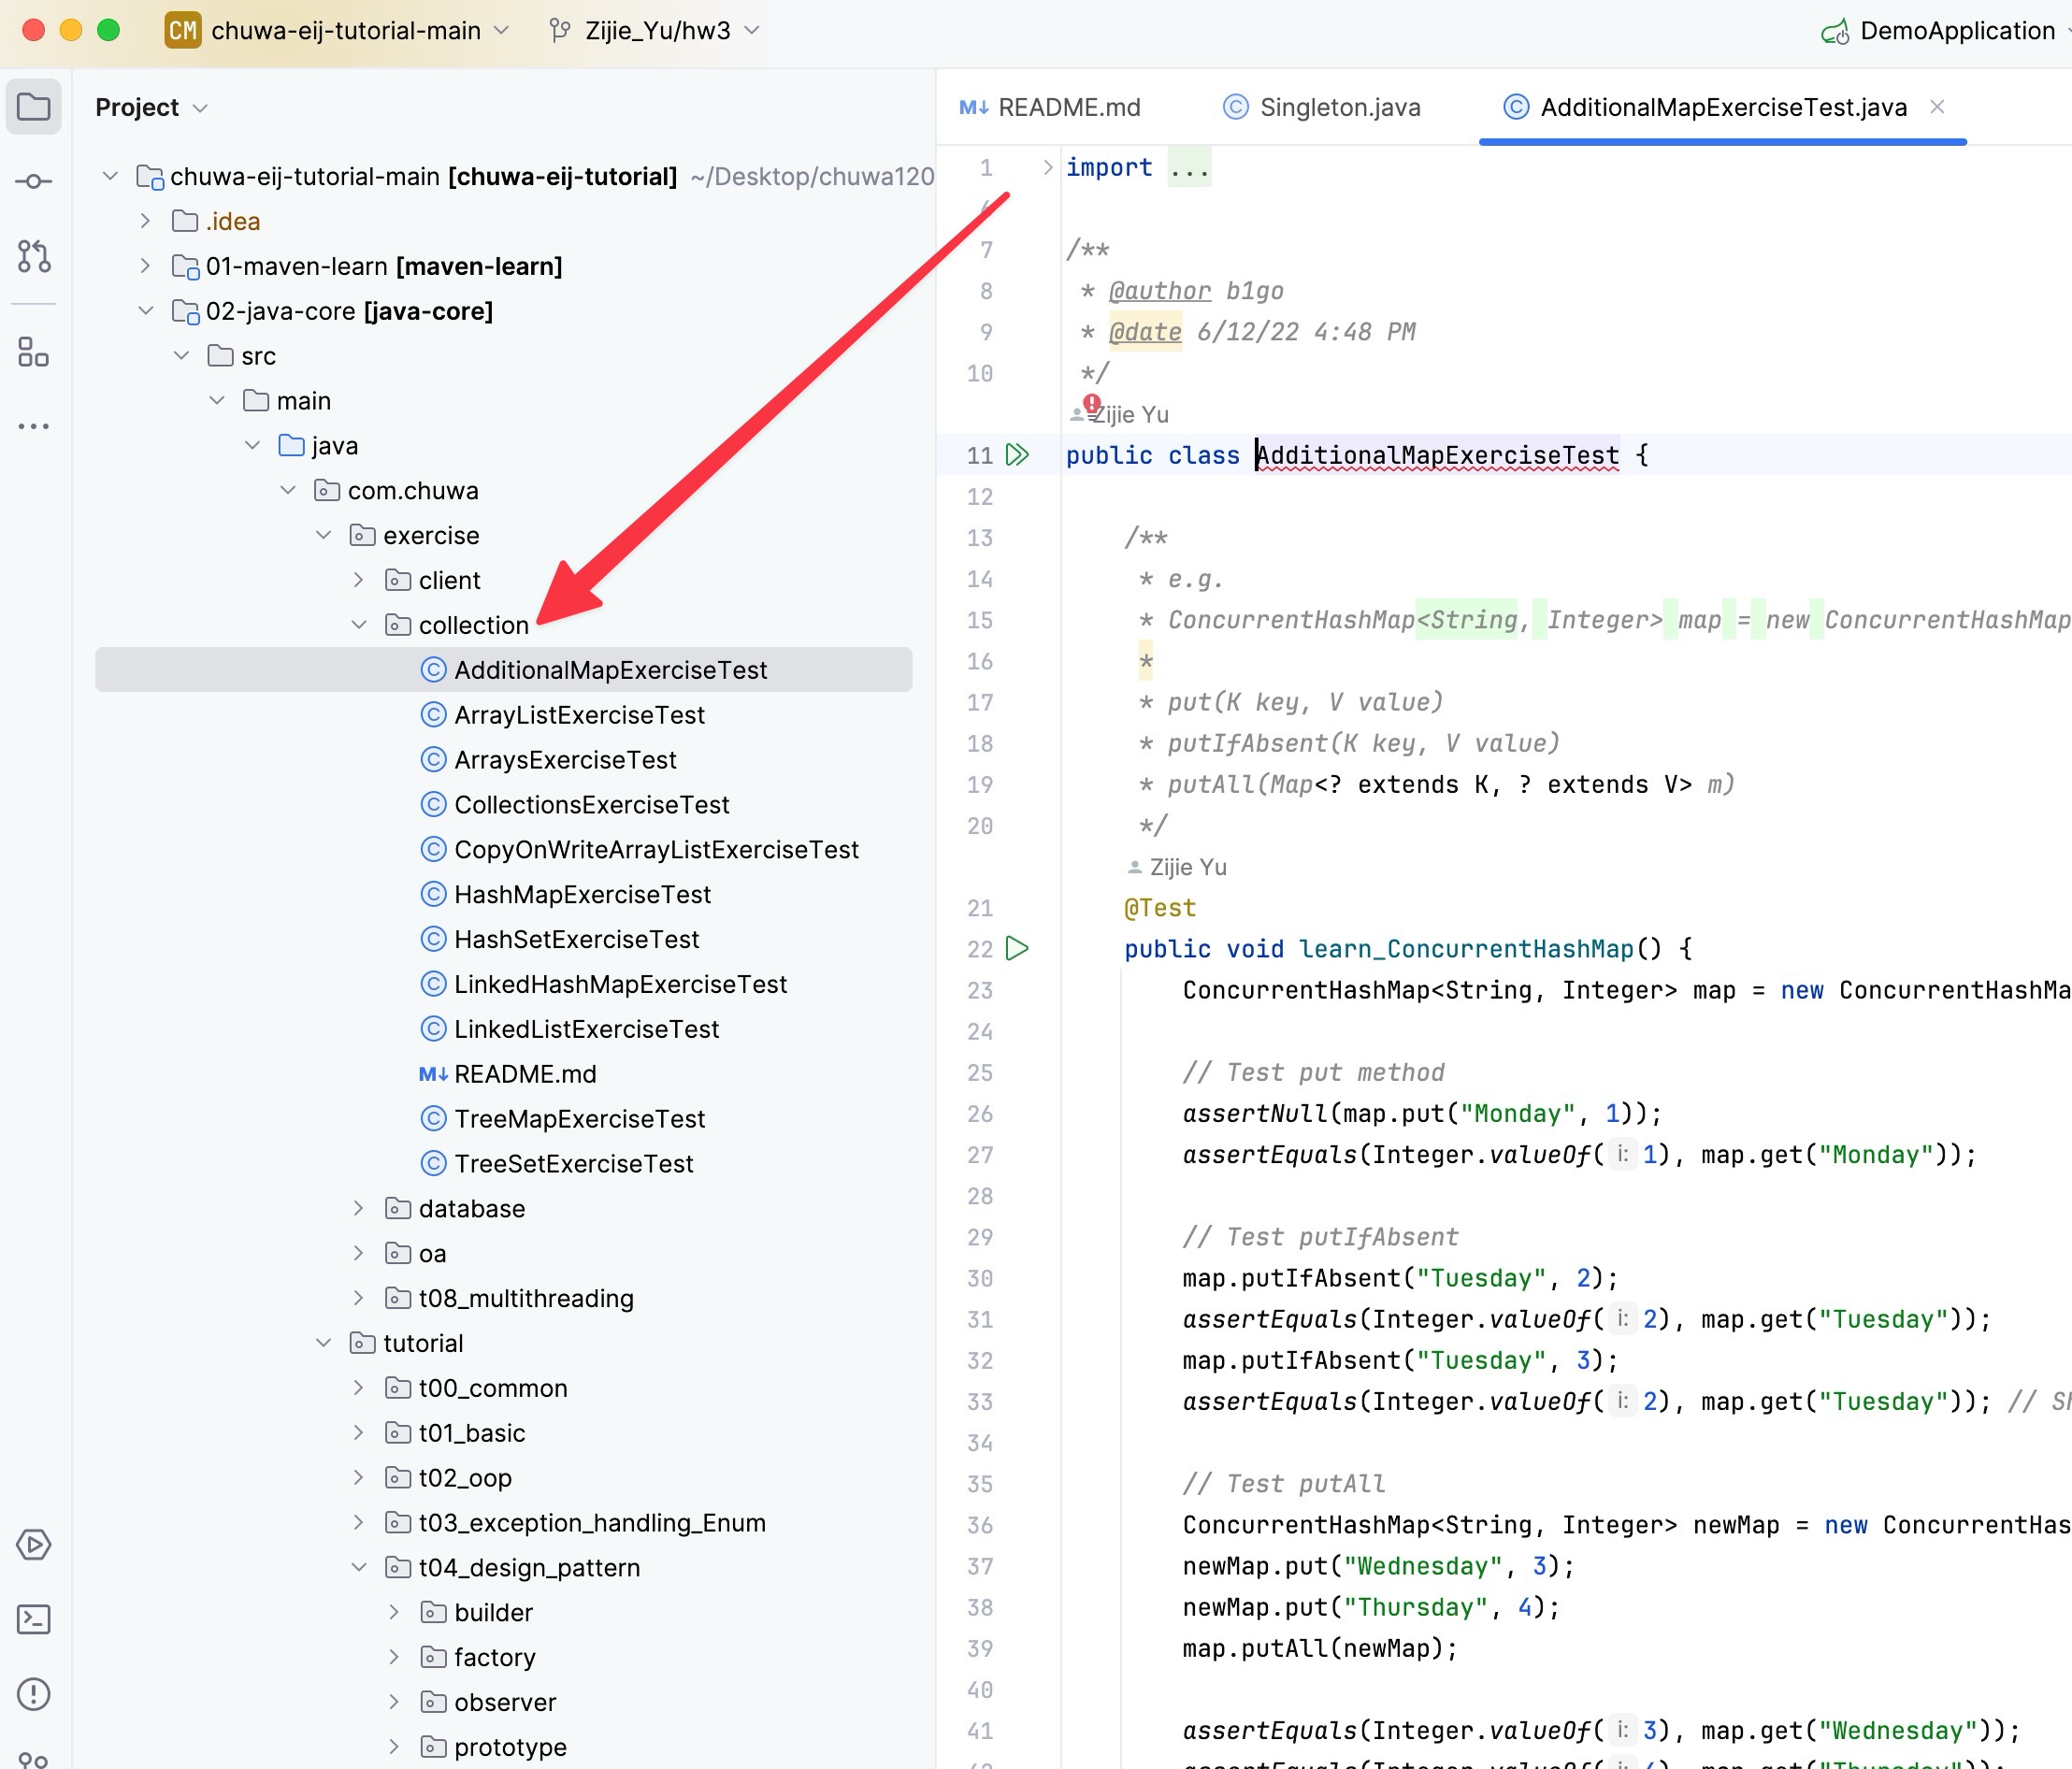 CM chuwa-eij-tutorial-main Zijie_Yu/hw3 DemoApplication
Project
chuwa-eij-tutorial-main [chuwa-eij-tutorial] ~/Desktop/chuwa120
.idea
01-maven-learn [maven-learn]
02-java-core [java-core]
src
main
java
com.chuwa
exercise
client
collection
AdditionalMapExerciseTest
ArrayListExerciseTest
ArraysExerciseTest
CollectionsExerciseTest
CopyOnWriteArrayListExerciseTest
HashMapExerciseTest
HashSetExerciseTest
LinkedHashMapExerciseTest
LinkedListExerciseTest
M↓ README.md
TreeMapExerciseTest
TreeSetExerciseTest
database
oa
t08_multithreading
tutorial
t00_common
t01_basic
t02_oop
t03_exception_handling_Enum
t04_design_pattern
builder
factory
observer
prototype
M↓ README.md Singleton.java AdditionalMapExerciseTest.java
1 import ...
7 /**
8 * @author b1go
9 * @date 6/12/22 4:48 PM
10 */
Zijie Yu
11 public class AdditionalMapExerciseTest {
12
13 /**
14 * e.g.
15 * ConcurrentHashMap<String, Integer> map = new ConcurrentHashMap
16 *
17 * put(K key, V value)
18 * putIfAbsent(K key, V value)
19 * putAll(Map<? extends K, ? extends V> m)
20 */
Zijie Yu
21 @Test
22 public void learn_ConcurrentHashMap() {
23 ConcurrentHashMap<String, Integer> map = new ConcurrentHashMa
24
25 // Test put method
26 assertNull(map.put("Monday", 1));
27 assertEquals(Integer.valueOf( i: 1), map.get("Monday"));
28
29 // Test putIfAbsent
30 map.putIfAbsent("Tuesday", 2);
31 assertEquals(Integer.valueOf( i: 2), map.get("Tuesday"));
32 map.putIfAbsent("Tuesday", 3);
33 assertEquals(Integer.valueOf( i: 2), map.get("Tuesday")); // Sh
34
35 // Test putAll
36 ConcurrentHashMap<String, Integer> newMap = new ConcurrentHas
37 newMap.put("Wednesday", 3);
38 newMap.put("Thursday", 4);
39 map.putAll(newMap);
40
41 assertEquals(Integer.valueOf( i: 3), map.get("Wednesday"));